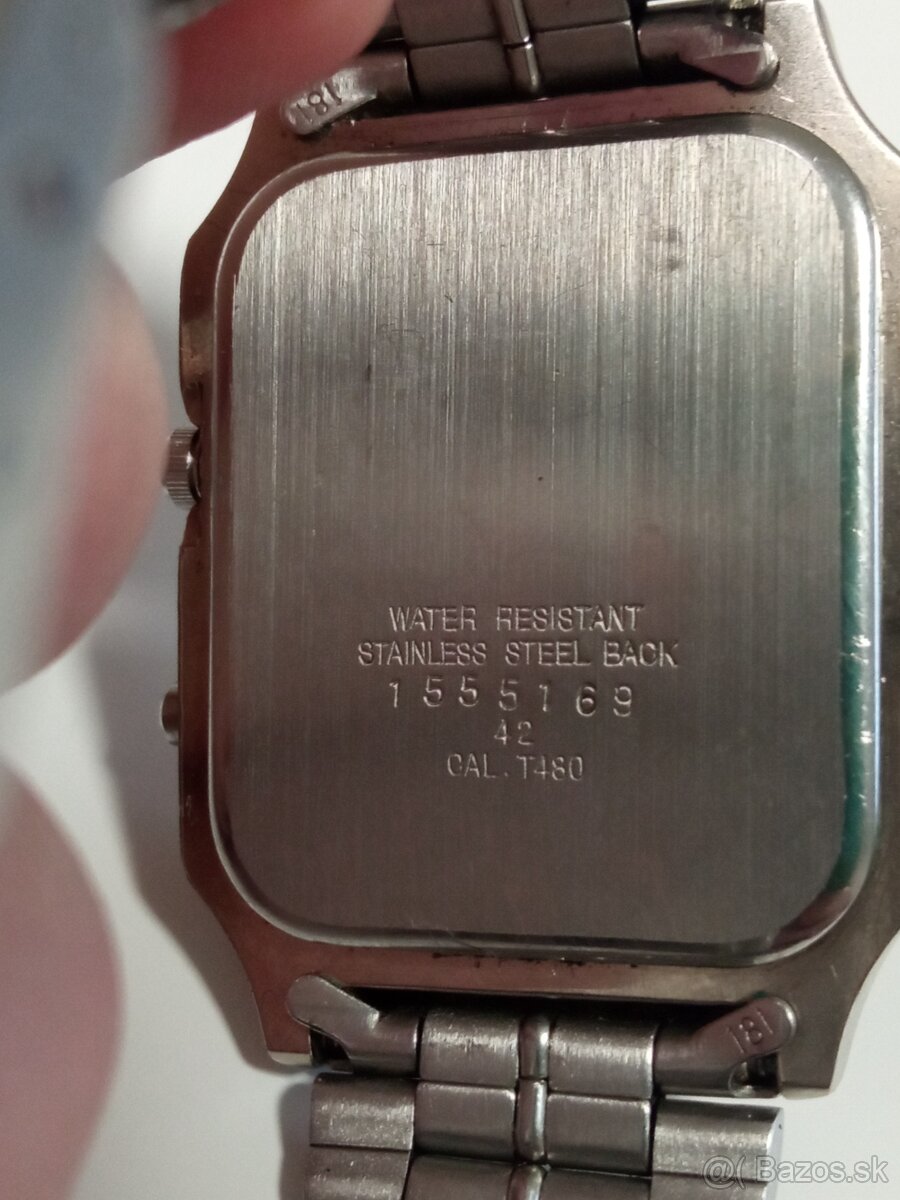 181
WATER RESISTANT
STAINLESS STEEL BACK
1555169
42
CAL.T480
181
@( Bazos.sk